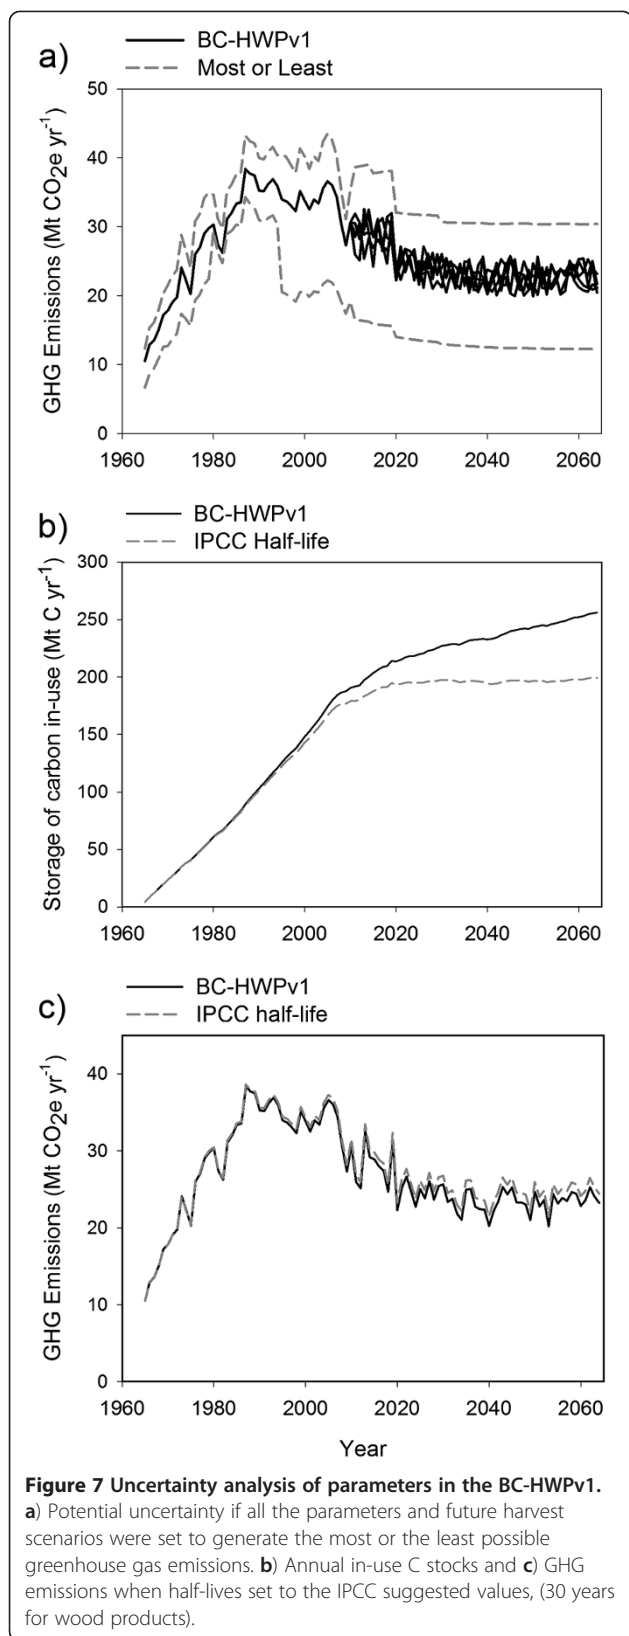 a)
BC-HWPv1
Most or Least
GHG Emissions (Mt CO2e yr-1)
50
40
30
20
10
0
1960 1980 2000 2020 2040 2060
b)
BC-HWPv1
IPCC Half-life
Storage of carbon in-use (Mt C yr-1)
300
250
200
150
100
50
0
1960 1980 2000 2020 2040 2060
c)
BC-HWPv1
IPCC half-life
GHG Emissions (Mt CO2e yr-1)
40
30
20
10
0
1960 1980 2000 2020 2040 2060
Year
Figure 7 Uncertainty analysis of parameters in the BC-HWPv1.
a) Potential uncertainty if all the parameters and future harvest
scenarios were set to generate the most or the least possible
greenhouse gas emissions. b) Annual in-use C stocks and c) GHG
emissions when half-lives set to the IPCC suggested values, (30 years
for wood products).